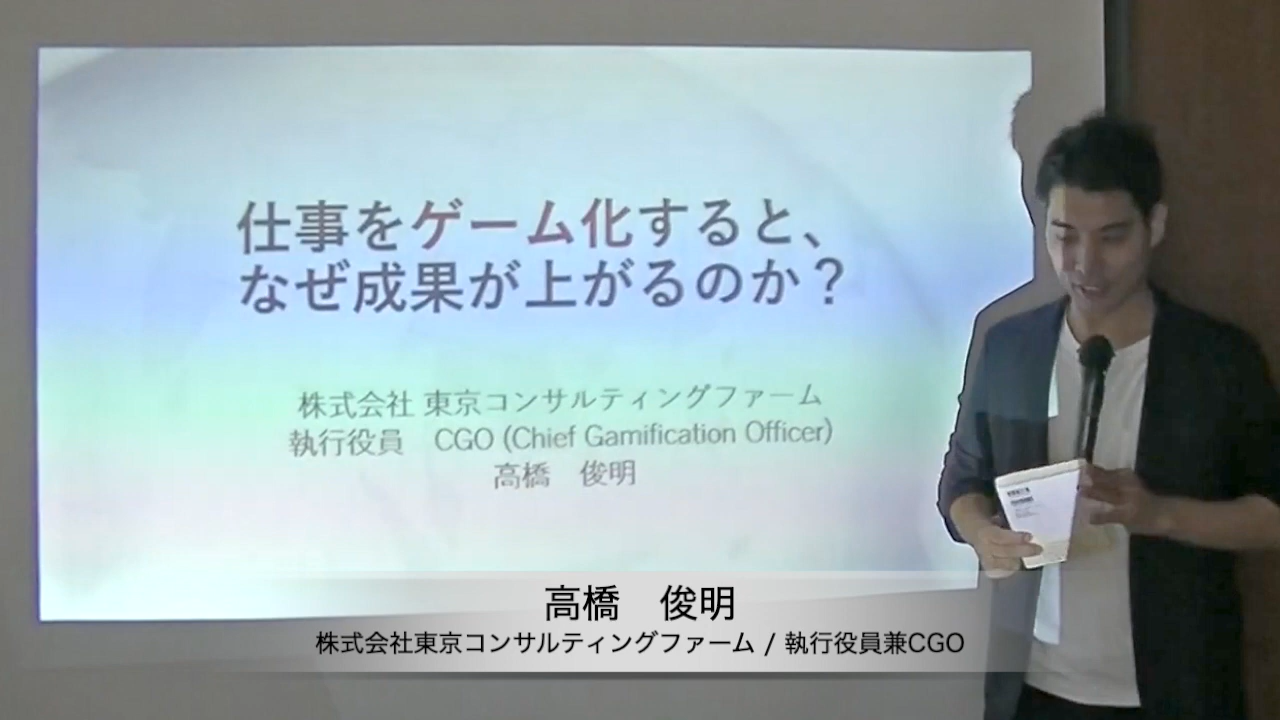 仕事をゲーム化すると、
なぜ成果が上がるのか？
株式会社 東京コンサルティングファーム
執行役員　CGO (Chief Gamification Officer)
高橋　俊明
高橋　俊明
株式会社東京コンサルティングファーム / 執行役員兼CGO